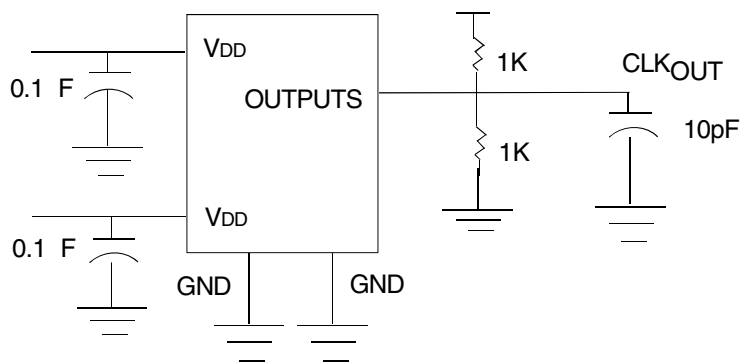 VDD
0.1 F
OUTPUTS
1K
CLKOUT
10pF
1K
VDD
0.1 F
GND
GND